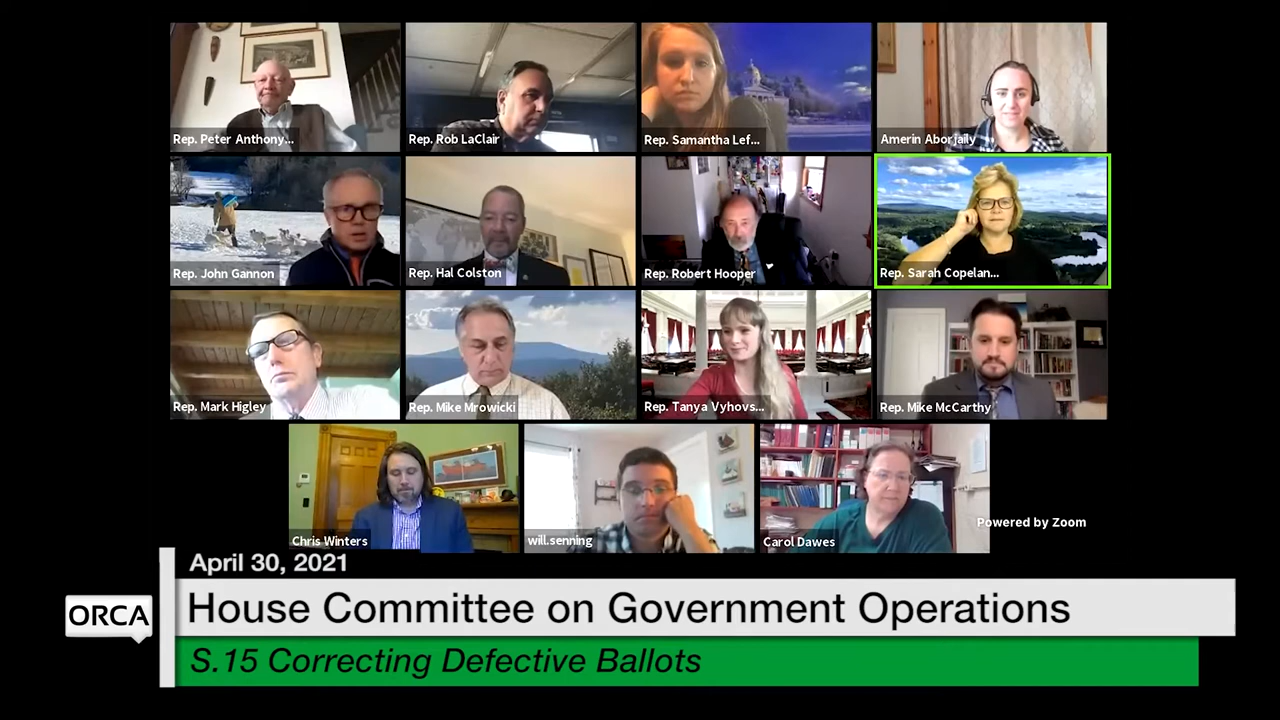 Rep. Peter Anthony...
Rep. Rob LaClair
Rep. Samantha Lef...
Amerin Aborjaily
Rep. John Gannon
Rep. Hal Colston
Rep. Robert Hooper
Rep. Sarah Copelan...
Rep. Mark Higley
Rep. Mike Mrowicki
Rep. Tanya Vyhovs...
Rep. Mike McCarthy
Chris Winters
will.senning
Carol Dawes
Powered by Zoom
April 30, 2021
ORCA
House Committee on Government Operations
S.15 Correcting Defective Ballots